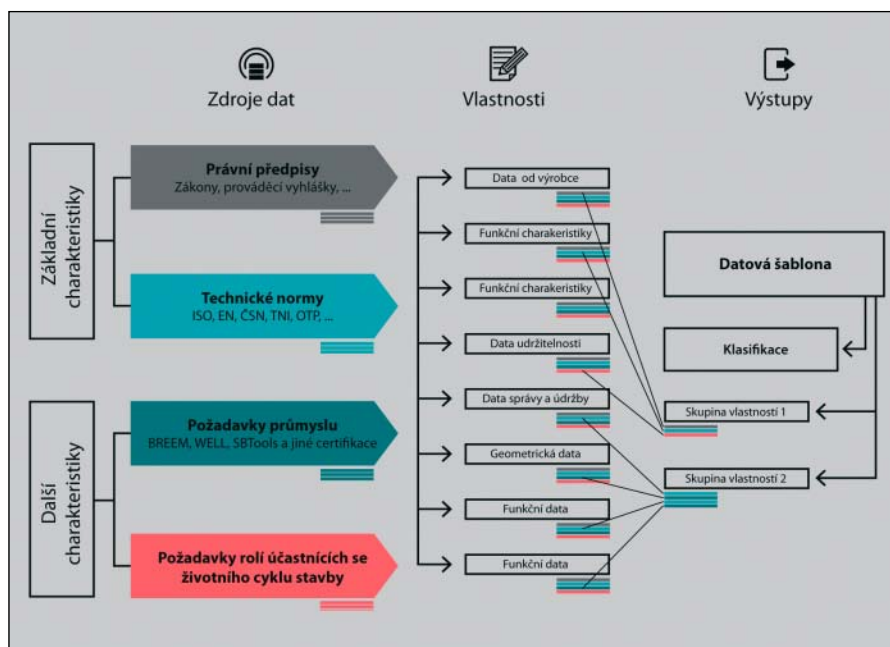 Zdroje dat
Vlastnosti
Výstupy
Základní
charakteristiky
Právní předpisy
Zákony, prováděcí vyhlášky, ...
Technické normy
ISO, EN, ČSN, TNI, OTP, ...
Další
charakteristiky
Požadavky průmyslu
BREEM, WELL, SBTools a jiné certifikace
Požadavky rolí účastnících se
životního cyklu stavby
Data od výrobce
Funkční charakeristiky
Funkční charakeristiky
Data udržitelnosti
Data správy a údržby
Geometrická data
Funkční data
Funkční data
Datová šablona
Klasifikace
Skupina vlastností 1
Skupina vlastností 2